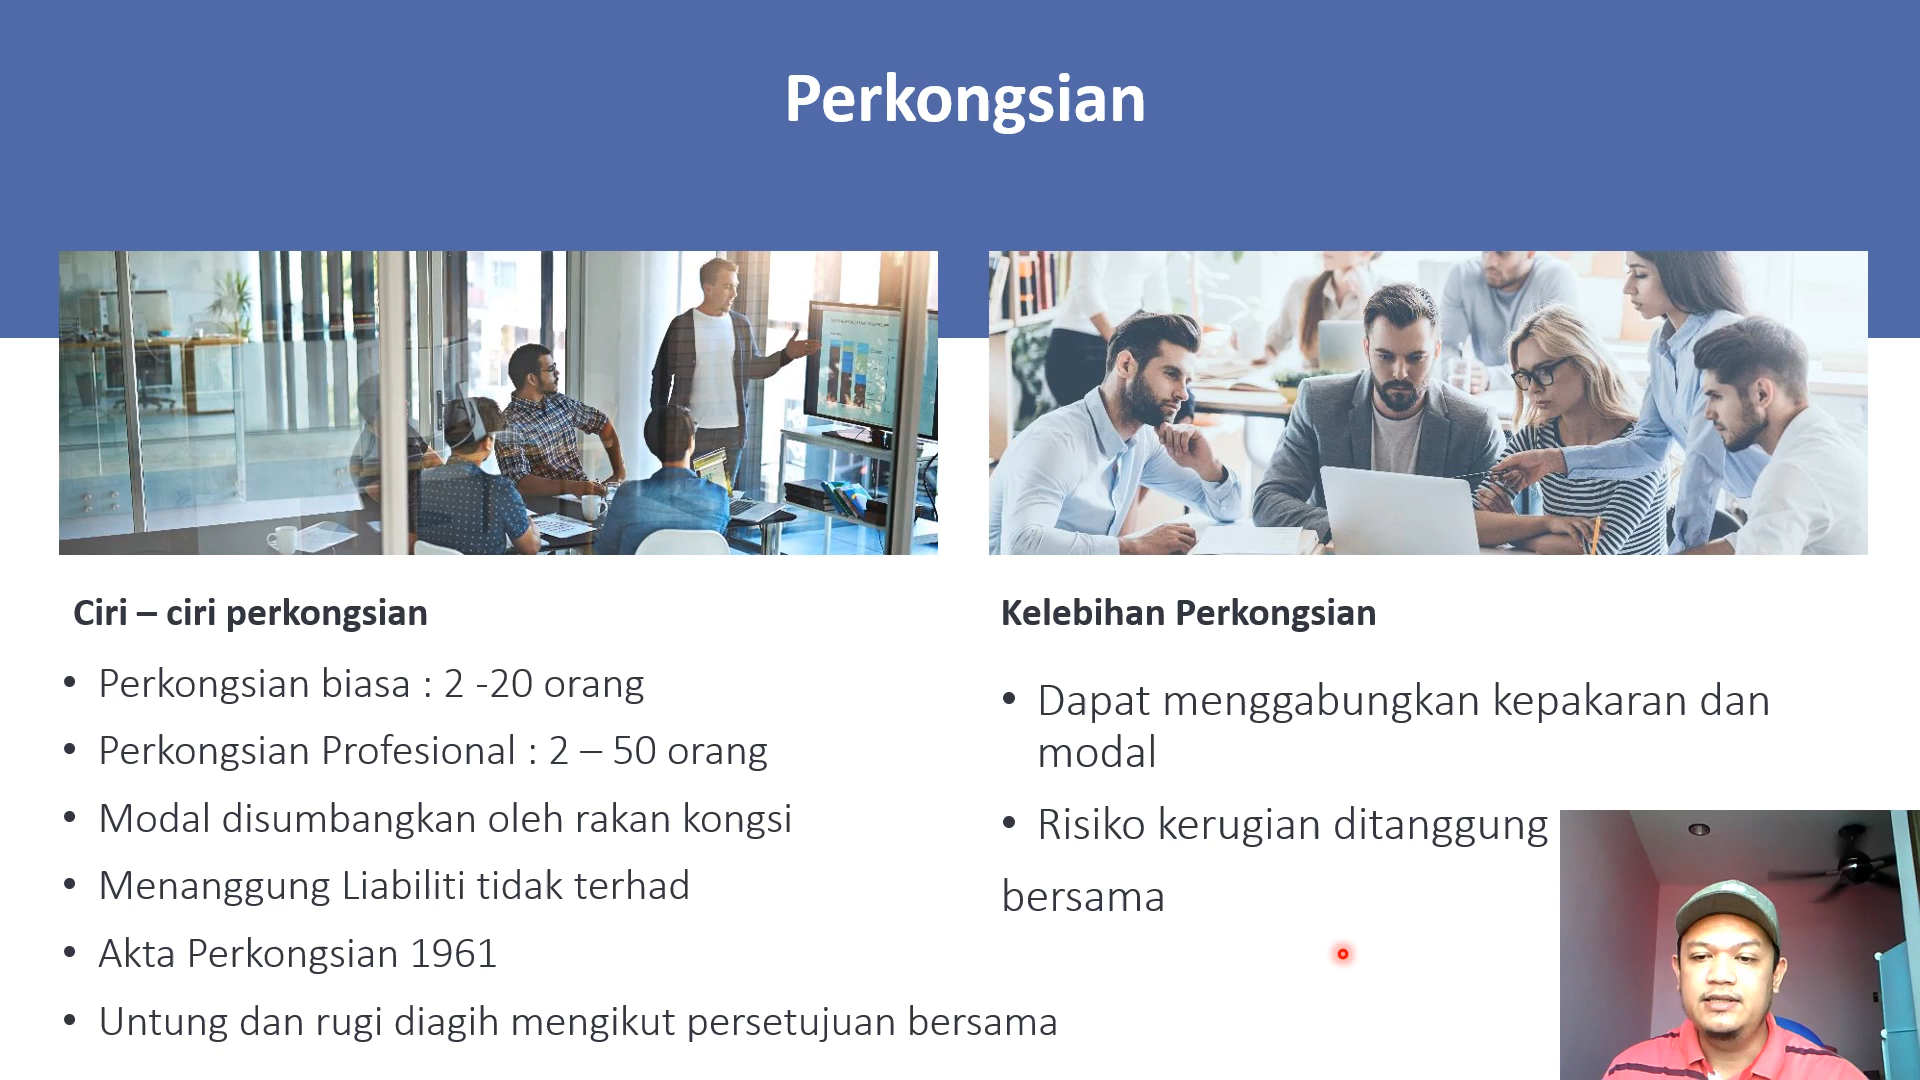 Perkongsian
Ciri – ciri perkongsian
• Perkongsian biasa : 2 -20 orang
• Perkongsian Profesional : 2 – 50 orang
• Modal disumbangkan oleh rakan kongsi
• Menanggung Liabiliti tidak terhad
• Akta Perkongsian 1961
• Untung dan rugi diagih mengikut persetujuan bersama
Kelebihan Perkongsian
• Dapat menggabungkan kepakaran dan
modal
• Risiko kerugian ditanggung
bersama